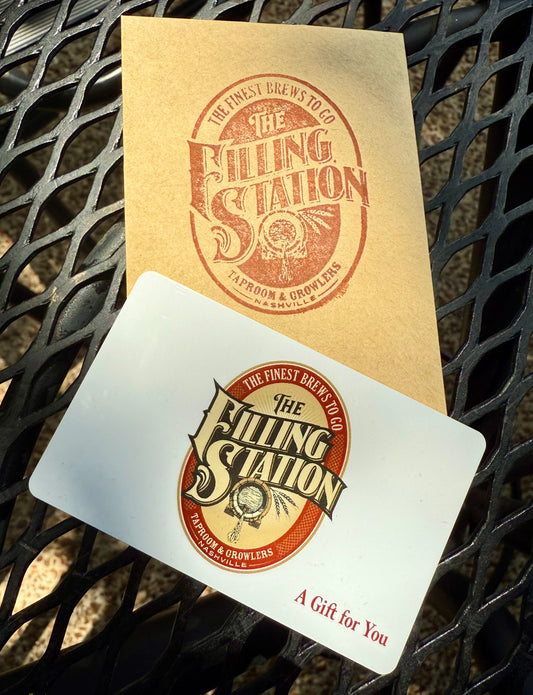 THE FINEST BREWS TO GO
THE
FILLING
STATION
TAPROOM & GROWLERS
NASHVILLE
THE FINEST BREWS TO GO
THE
FILLING
STATION
TAPROOM & GROWLERS
NASHVILLE
A Gift for You